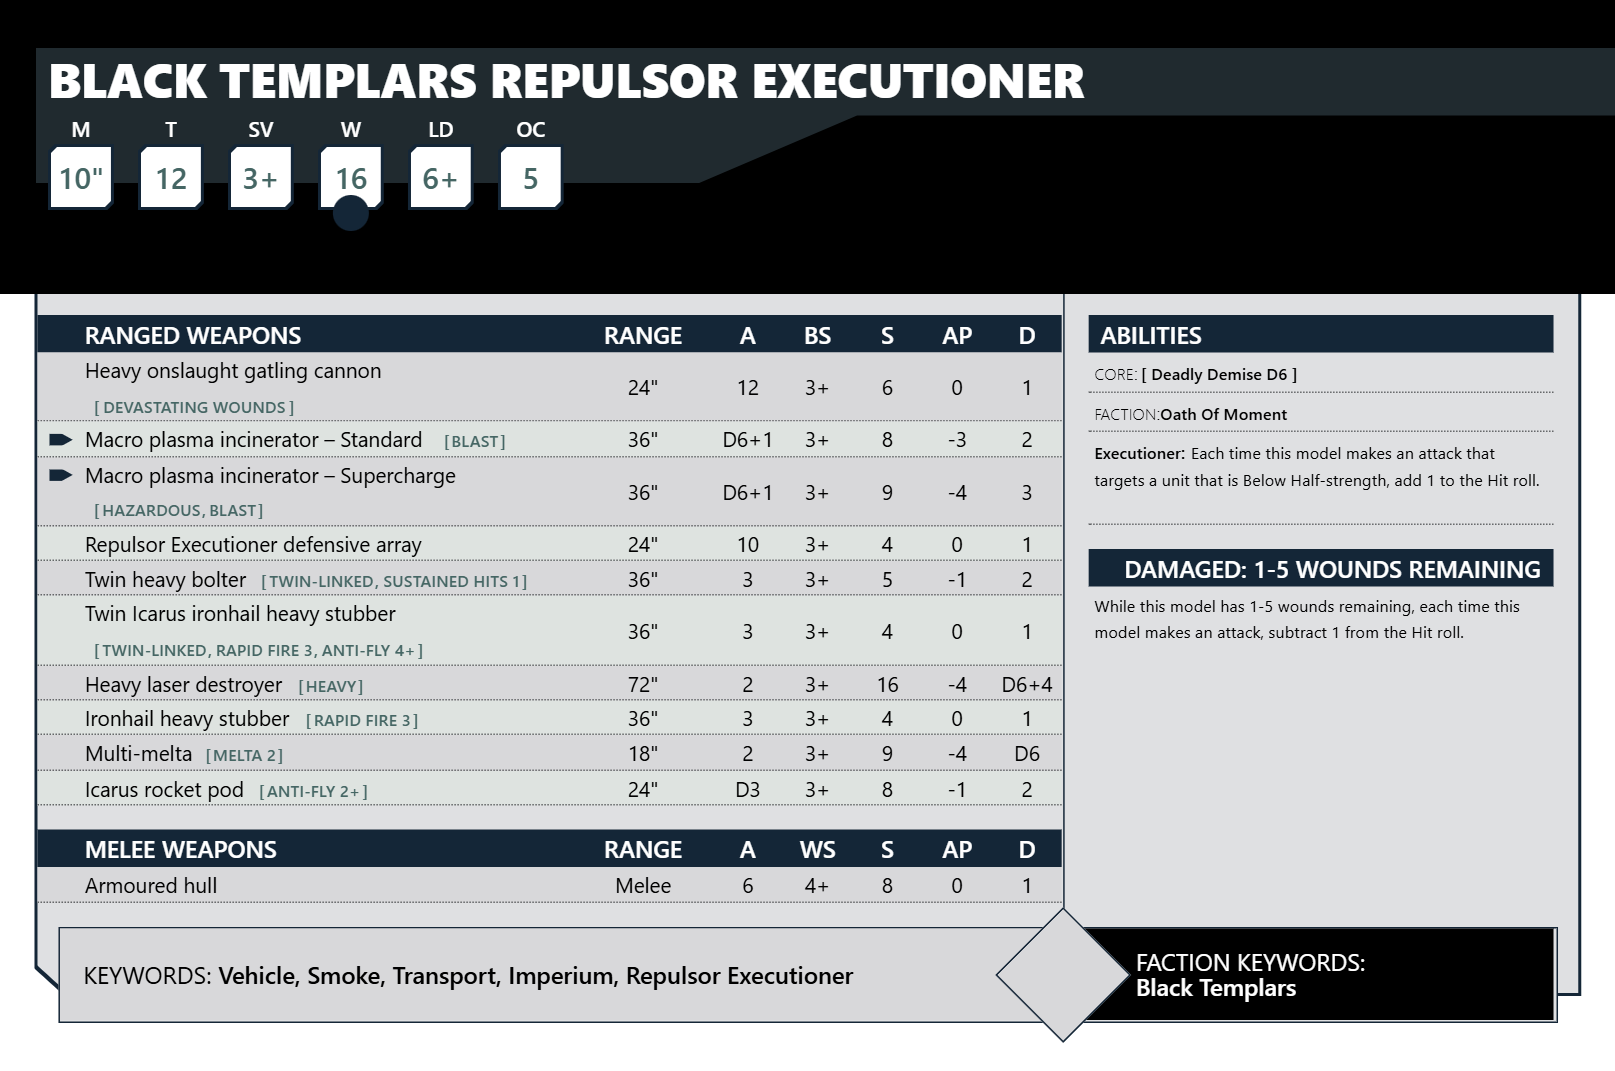 BLACK TEMPLARS REPULSOR EXECUTIONER
M T SV W LD OC
10" 12 3+ 16 6+ 5
RANGED WEAPONS RANGE A BS S AP D
Heavy onslaught gatling cannon
[DEVASTATING WOUNDS] 24" 12 3+ 6 0 1
Macro plasma incinerator – Standard [BLAST] 36" D6+1 3+ 8 -3 2
Macro plasma incinerator – Supercharge
[HAZARDOUS, BLAST] 36" D6+1 3+ 9 -4 3
Repulsor Executioner defensive array 24" 10 3+ 4 0 1
Twin heavy bolter [TWIN-LINKED, SUSTAINED HITS 1] 36" 3 3+ 5 -1 2
Twin Icarus ironhail heavy stubber
[TWIN-LINKED, RAPID FIRE 3, ANTI-FLY 4+] 36" 3 3+ 4 0 1
Heavy laser destroyer [HEAVY] 72" 2 3+ 16 -4 D6+4
Ironhail heavy stubber [RAPID FIRE 3] 36" 3 3+ 4 0 1
Multi-melta [MELTA 2] 18" 2 3+ 9 -4 D6
Icarus rocket pod [ANTI-FLY 2+] 24" D3 3+ 8 -1 2
MELEE WEAPONS RANGE A WS S AP D
Armoured hull Melee 6 4+ 8 0 1
ABILITIES
CORE: [ Deadly Demise D6 ]
FACTION:Oath Of Moment
Executioner: Each time this model makes an attack that
targets a unit that is Below Half-strength, add 1 to the Hit roll.
DAMAGED: 1-5 WOUNDS REMAINING
While this model has 1-5 wounds remaining, each time this
model makes an attack, subtract 1 from the Hit roll.
KEYWORDS: Vehicle, Smoke, Transport, Imperium, Repulsor Executioner
FACTION KEYWORDS:
Black Templars